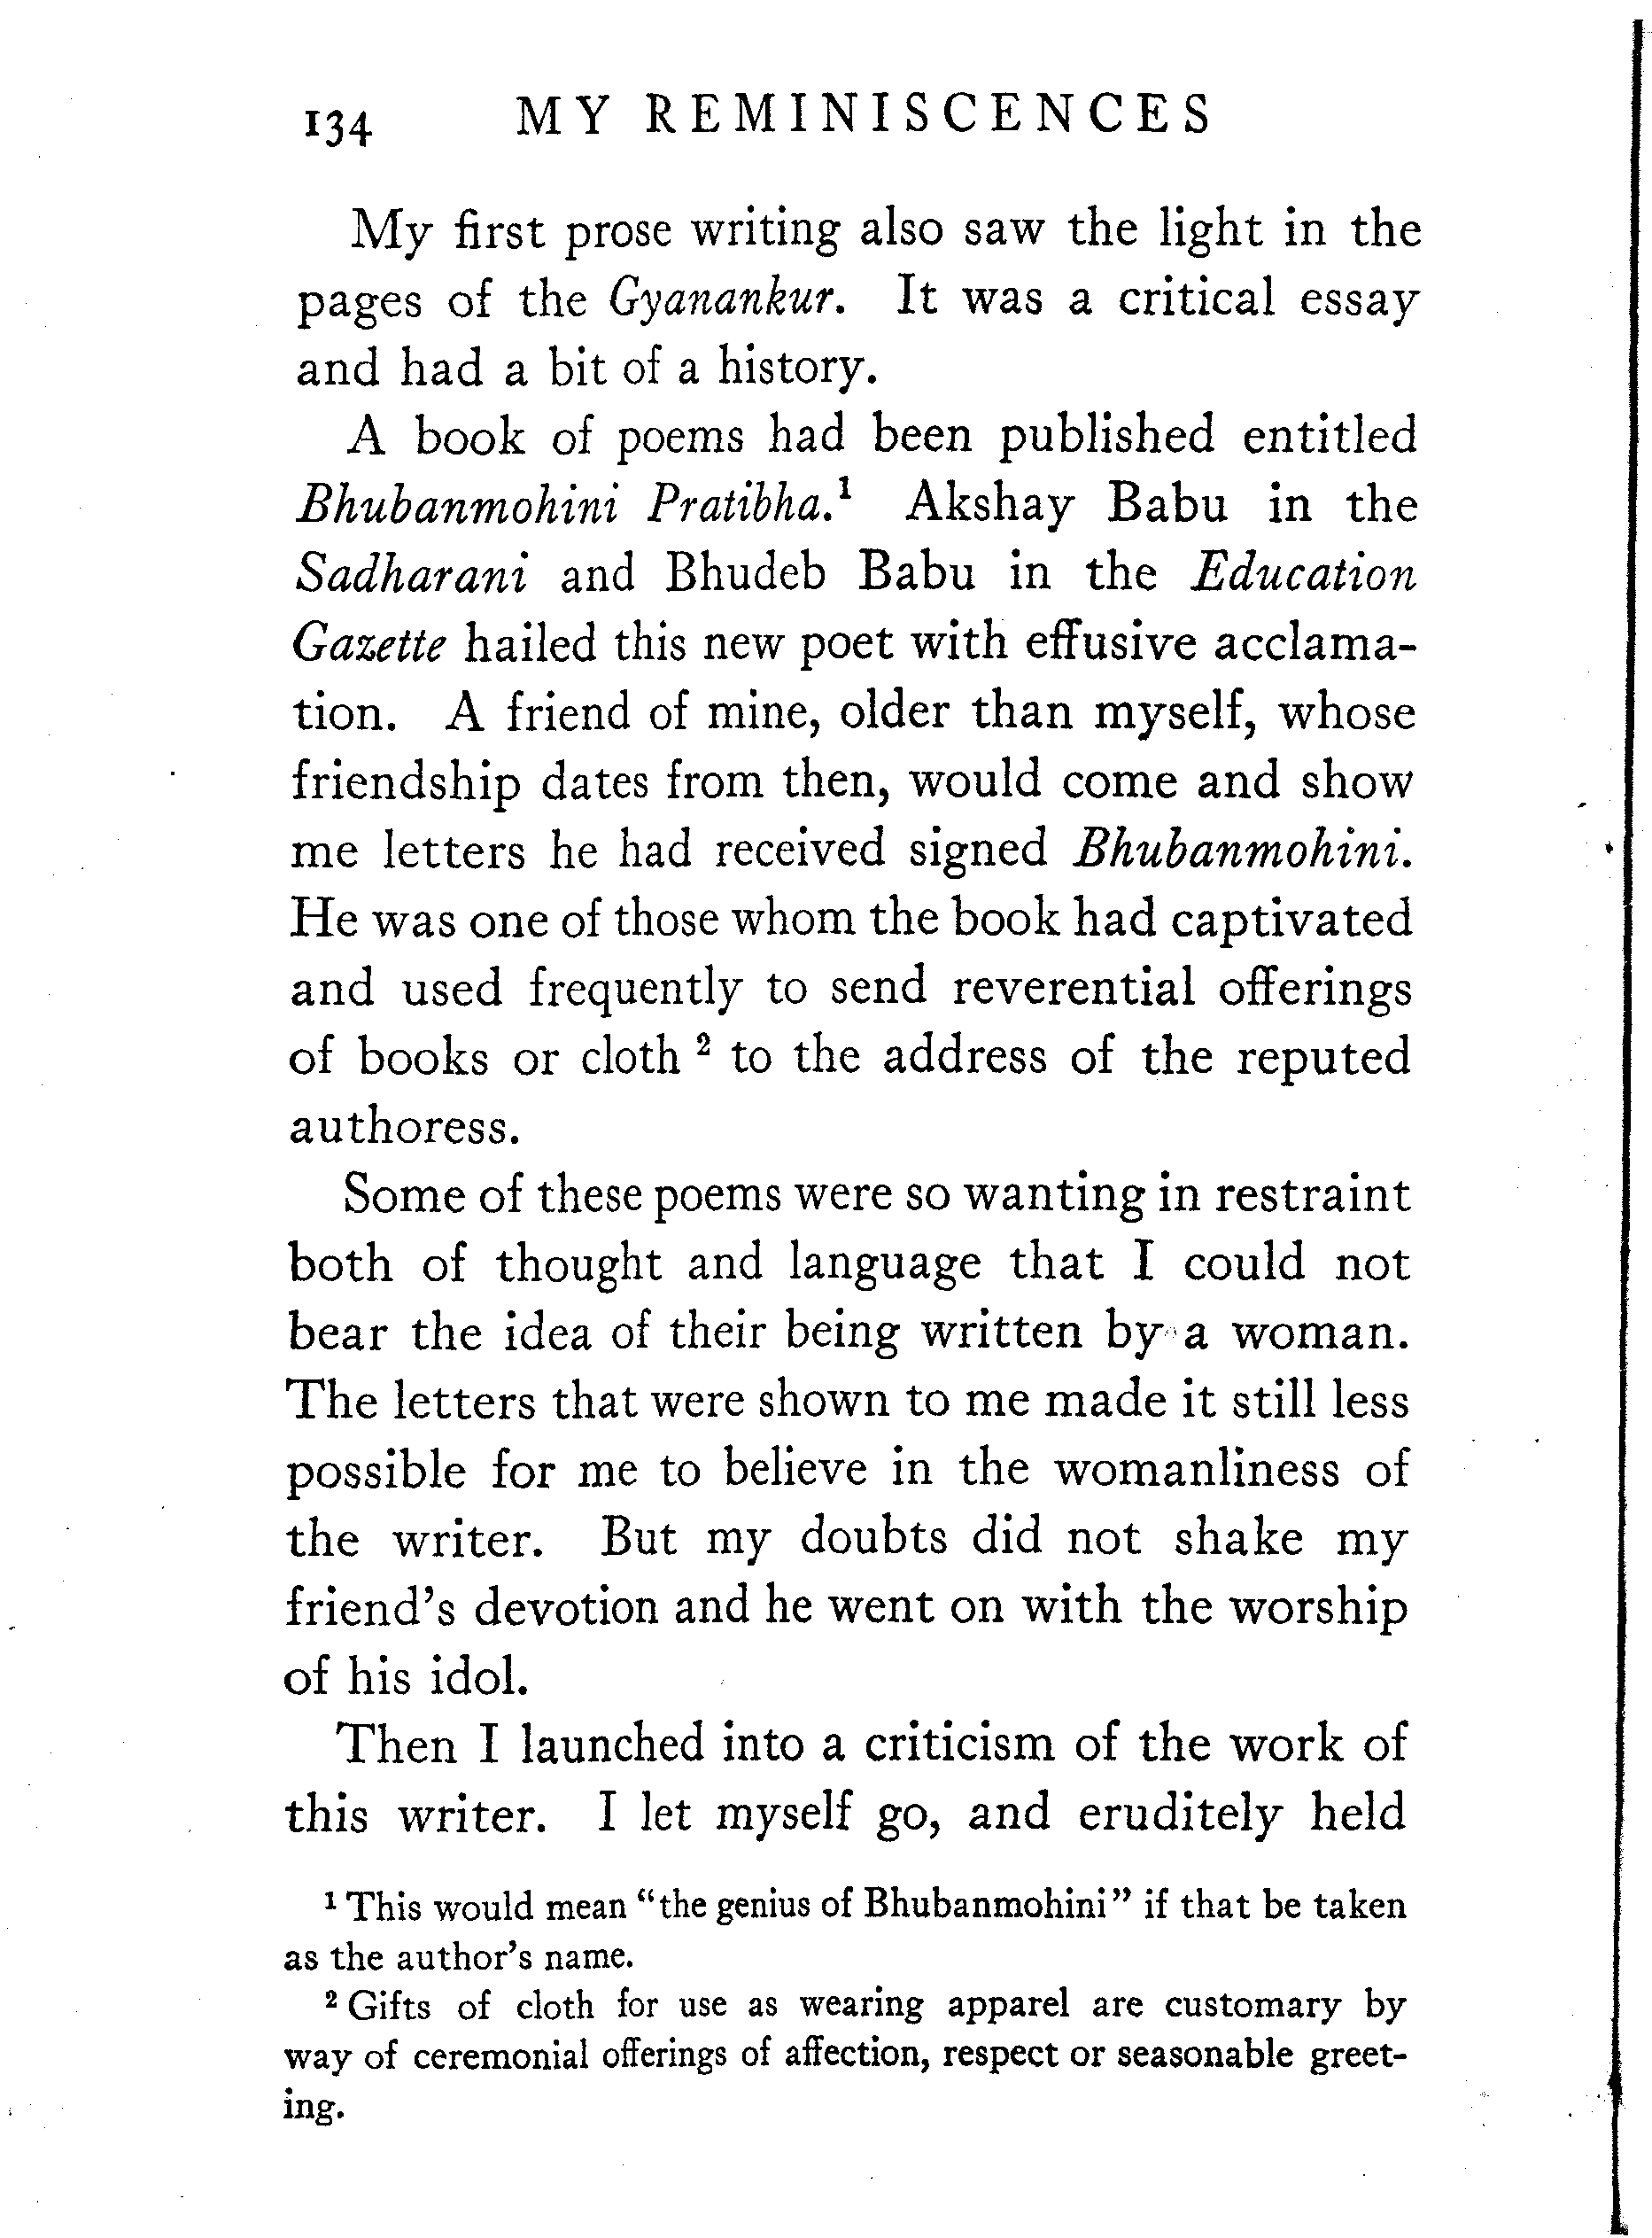 134 MY REMINISCENCES
My first prose writing also saw the light in the
pages of the Gyanankur. It was a critical essay
and had a bit of a history.
A book of poems had been published entitled
Bhubanmohini Pratibha.¹ Akshay Babu in the
Sadharani and Bhudeb Babu in the Education
Gazette hailed this new poet with effusive acclama-
tion. A friend of mine, older than myself, whose
friendship dates from then, would come and show
me letters he had received signed Bhubanmohini.
He was one of those whom the book had captivated
and used frequently to send reverential offerings
of books or cloth ² to the address of the reputed
authoress.
Some of these poems were so wanting in restraint
both of thought and language that I could not
bear the idea of their being written by a woman.
The letters that were shown to me made it still less
possible for me to believe in the womanliness of
the writer. But my doubts did not shake my
friend's devotion and he went on with the worship
of his idol.
Then I launched into a criticism of the work of
this writer. I let myself go, and eruditely held
¹ This would mean "the genius of Bhubanmohini" if that be taken
as the author's name.
² Gifts of cloth for use as wearing apparel are customary by
way of ceremonial offerings of affection, respect or seasonable greet-
ing.